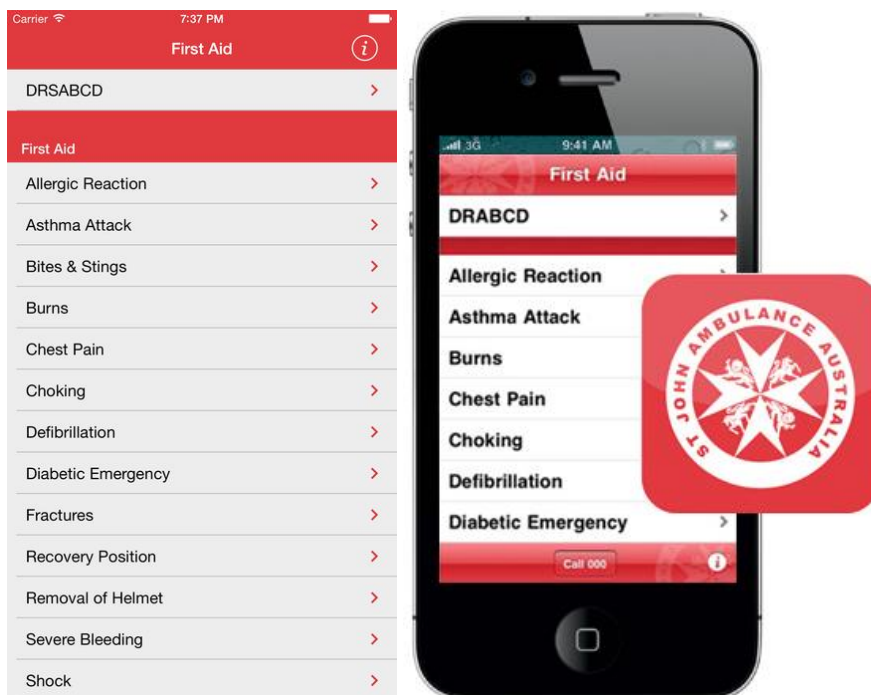 Carrier 7:37 PM
First Aid
DRSABCD
First Aid
Allergic Reaction
Asthma Attack
Bites & Stings
Burns
Chest Pain
Choking
Defibrillation
Diabetic Emergency
Fractures
Recovery Position
Removal of Helmet
Severe Bleeding
Shock
3G 9:41 AM
First Aid
DRABCD
Allergic Reaction
Asthma Attack
Burns
Chest Pain
Choking
Defibrillation
Diabetic Emergency
Call 000
ST JOHN AMBULANCE AUSTRALIA